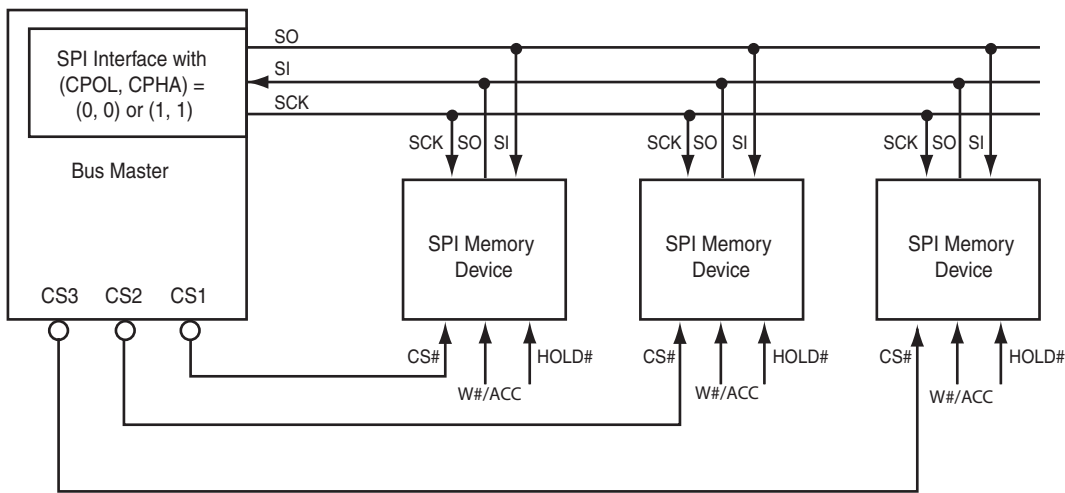 SPI Interface with
(CPOL, CPHA) =
(0, 0) or (1, 1)
Bus Master
SO
SI
SCK
SCK SO SI
SCK SO SI
SCK SO SI
SPI Memory
Device
SPI Memory
Device
SPI Memory
Device
CS3 CS2 CS1
CS# W#/ACC HOLD#
CS# W#/ACC HOLD#
CS# W#/ACC HOLD#